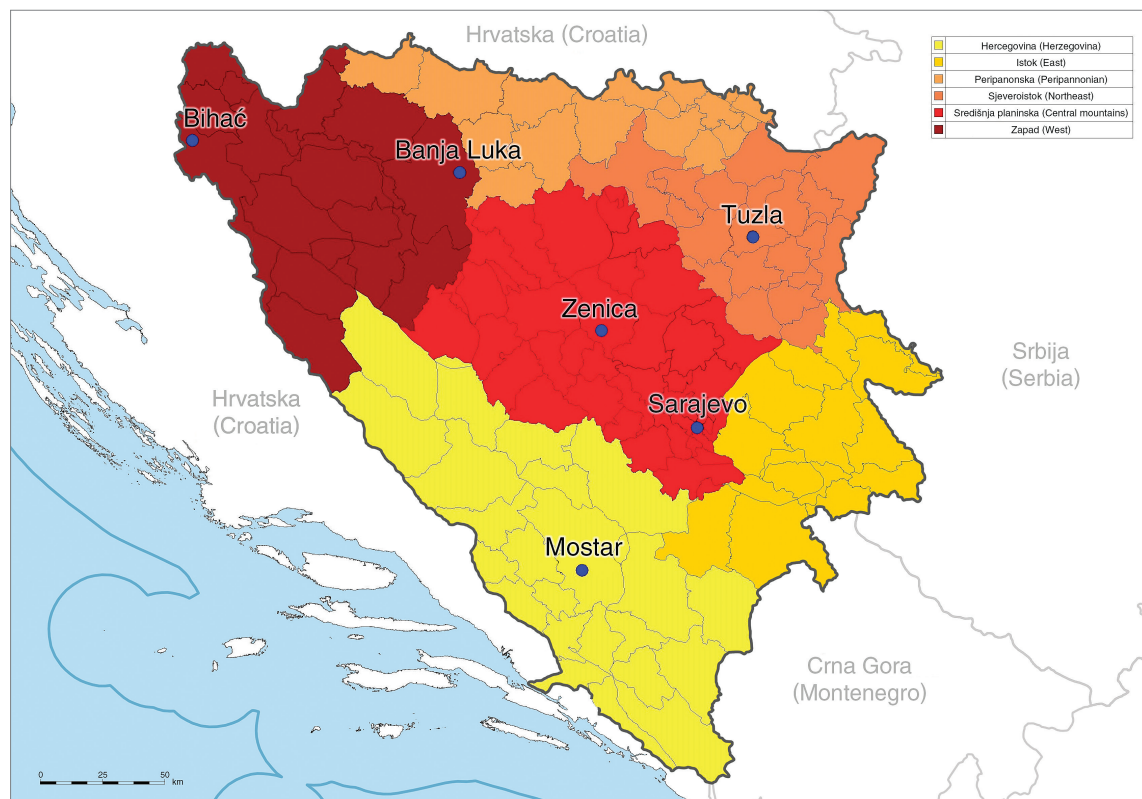 Hrvatska (Croatia)
Hercegovina (Herzegovina)
Istok (East)
Peripanonska (Peripannonian)
Sjeveroistok (Northeast)
Središnja planinska (Central mountains)
Zapad (West)
Bihać
Banja Luka
Tuzla
Zenica
Srbija
(Serbia)
Hrvatska
(Croatia)
Sarajevo
Mostar
Crna Gora
(Montenegro)
0 25 50
km